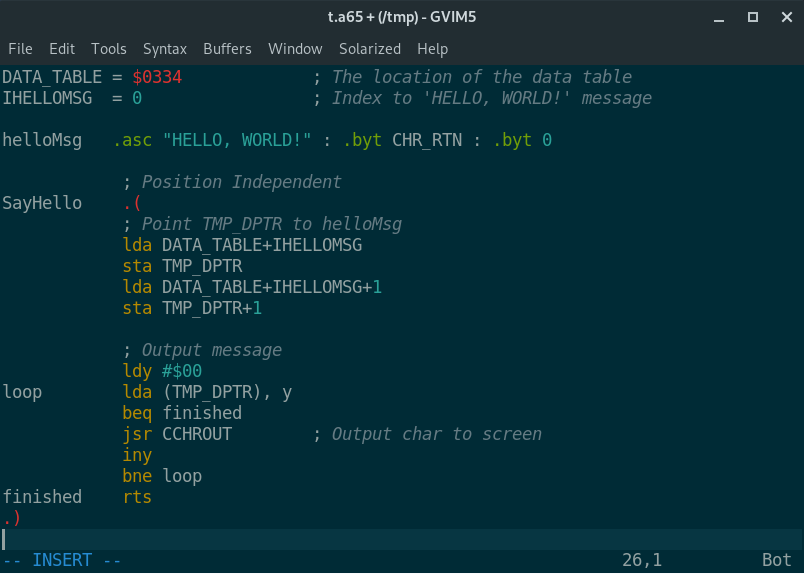 t.a65 + (/tmp) - GVIM5
File Edit Tools Syntax Buffers Window Solarized Help
DATA_TABLE = $0334             ; The location of the data table
IHELLOMSG  = 0                 ; Index to 'HELLO, WORLD!' message
helloMsg   .asc "HELLO, WORLD!" : .byt CHR_RTN : .byt 0
            ; Position Independent
SayHello    .(
            ; Point TMP_DPTR to helloMsg
            lda DATA_TABLE+IHELLOMSG
            sta TMP_DPTR
            lda DATA_TABLE+IHELLOMSG+1
            sta TMP_DPTR+1
            ; Output message
            ldy #$00
loop        lda (TMP_DPTR), y
            beq finished
            jsr CCHROUT        ; Output char to screen
            iny
            bne loop
finished    rts
.)
-- INSERT --                                                  26,1          Bot